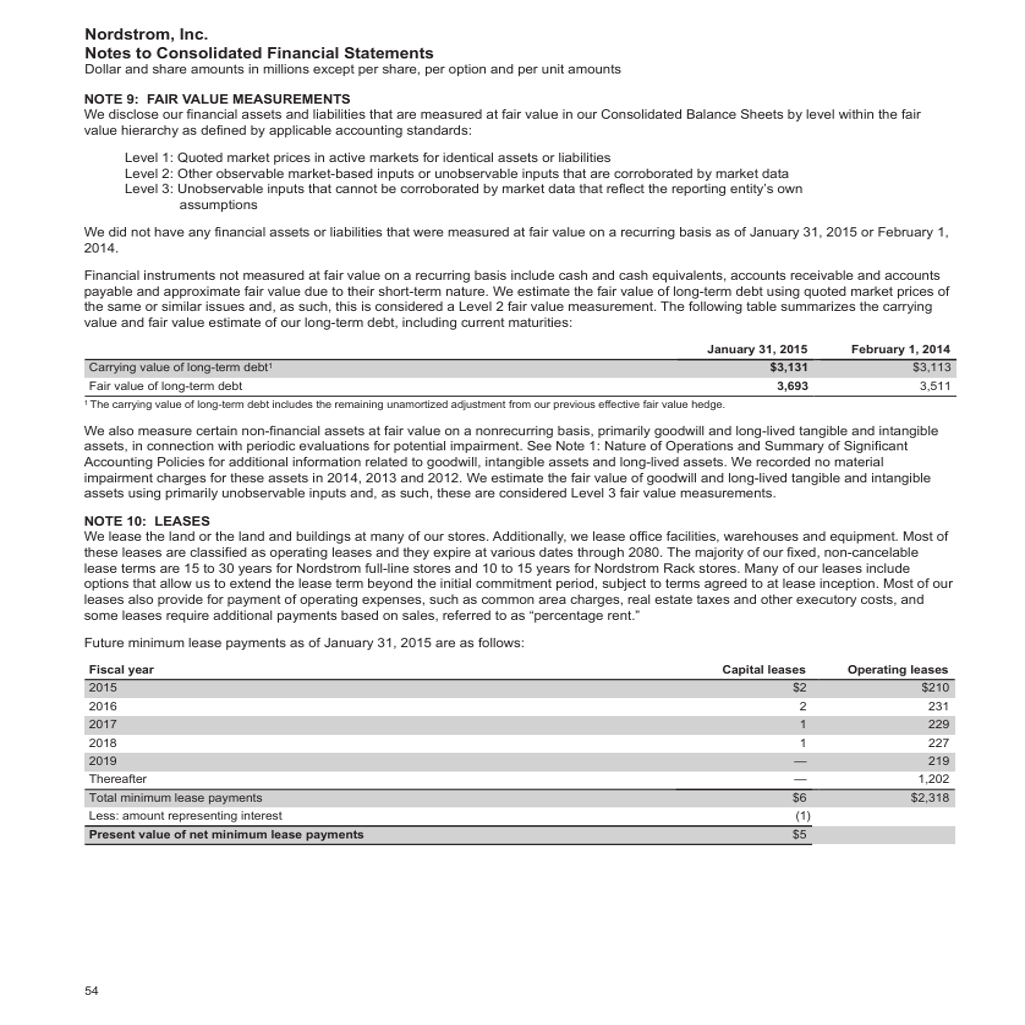 Nordstrom, Inc.
Notes to Consolidated Financial Statements
Dollar and share amounts in millions except per share, per option and per unit amounts
NOTE 9:  FAIR VALUE MEASUREMENTS
We disclose our financial assets and liabilities that are measured at fair value in our Consolidated Balance Sheets by level within the fair
value hierarchy as defined by applicable accounting standards:
Level 1: Quoted market prices in active markets for identical assets or liabilities
Level 2: Other observable market-based inputs or unobservable inputs that are corroborated by market data
Level 3: Unobservable inputs that cannot be corroborated by market data that reflect the reporting entity's own
assumptions
We did not have any financial assets or liabilities that were measured at fair value on a recurring basis as of January 31, 2015 or February 1,
2014.
Financial instruments not measured at fair value on a recurring basis include cash and cash equivalents, accounts receivable and accounts
payable and approximate fair value due to their short-term nature. We estimate the fair value of long-term debt using quoted market prices of
the same or similar issues and, as such, this is considered a Level 2 fair value measurement. The following table summarizes the carrying
value and fair value estimate of our long-term debt, including current maturities:
January 31, 2015 February 1, 2014
Carrying value of long-term debt¹ $3,131 $3,113
Fair value of long-term debt 3,693 3,511
¹ The carrying value of long-term debt includes the remaining unamortized adjustment from our previous effective fair value hedge.
We also measure certain non-financial assets at fair value on a nonrecurring basis, primarily goodwill and long-lived tangible and intangible
assets, in connection with periodic evaluations for potential impairment. See Note 1: Nature of Operations and Summary of Significant
Accounting Policies for additional information related to goodwill, intangible assets and long-lived assets. We recorded no material
impairment charges for these assets in 2014, 2013 and 2012. We estimate the fair value of goodwill and long-lived tangible and intangible
assets using primarily unobservable inputs and, as such, these are considered Level 3 fair value measurements.
NOTE 10:  LEASES
We lease the land or the land and buildings at many of our stores. Additionally, we lease office facilities, warehouses and equipment. Most of
these leases are classified as operating leases and they expire at various dates through 2080. The majority of our fixed, non-cancelable
lease terms are 15 to 30 years for Nordstrom full-line stores and 10 to 15 years for Nordstrom Rack stores. Many of our leases include
options that allow us to extend the lease term beyond the initial commitment period, subject to terms agreed to at lease inception. Most of our
leases also provide for payment of operating expenses, such as common area charges, real estate taxes and other executory costs, and
some leases require additional payments based on sales, referred to as “percentage rent.”
Future minimum lease payments as of January 31, 2015 are as follows:
Fiscal year Capital leases Operating leases
2015 $2 $210
2016 2 231
2017 1 229
2018 1 227
2019 — 219
Thereafter — 1,202
Total minimum lease payments $6 $2,318
Less: amount representing interest (1)
Present value of net minimum lease payments $5
54